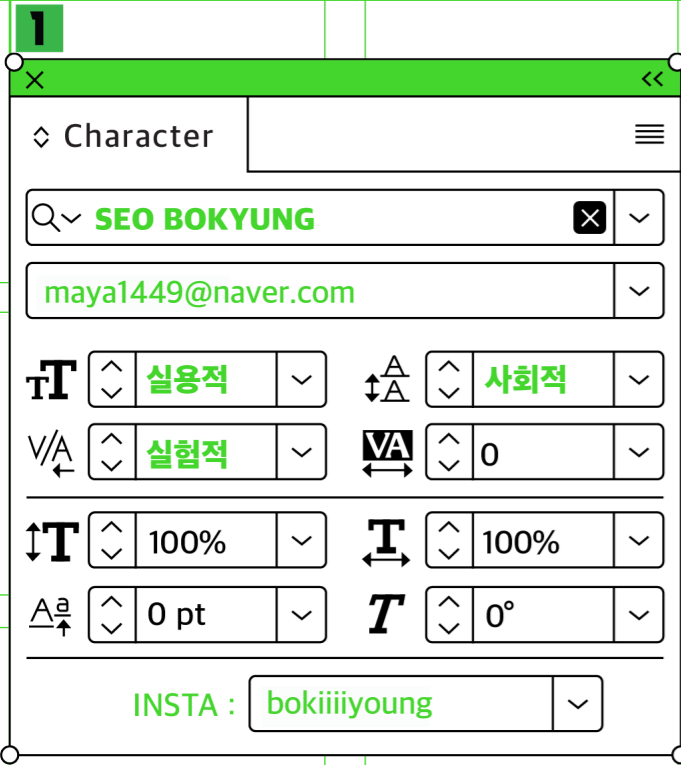 1
Character
SEO BOKYUNG
maya1449@naver.com
실용적 사회적
실험적 0
100% 100%
0 pt 0°
INSTA : bokiiiiyoung